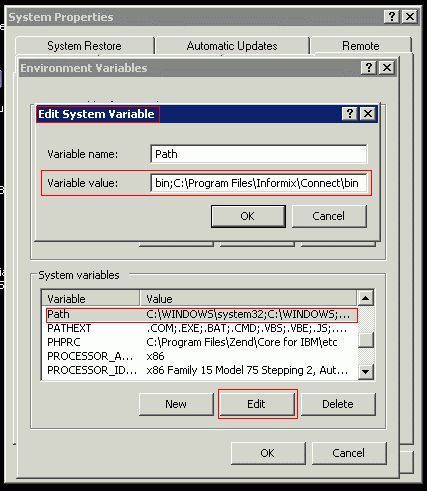 System Properties
System Restore Automatic Updates Remote
Environment Variables
Edit System Variable
Variable name: Path
Variable value: bin;C:\Program Files\Informix\Connect\bin
OK Cancel
System variables
Variable Value
Path C:\WINDOWS\system32;C:\WINDOWS;...
PATHEXT .COM;.EXE;.BAT;.CMD;.VBS;.VBE;.JS;....
PHPRC C:\Program Files\Zend\Core for IBM\etc
PROCESSOR_A... x86
PROCESSOR_ID... x86 Family 15 Model 75 Stepping 2, Aut...
New Edit Delete
OK Cancel